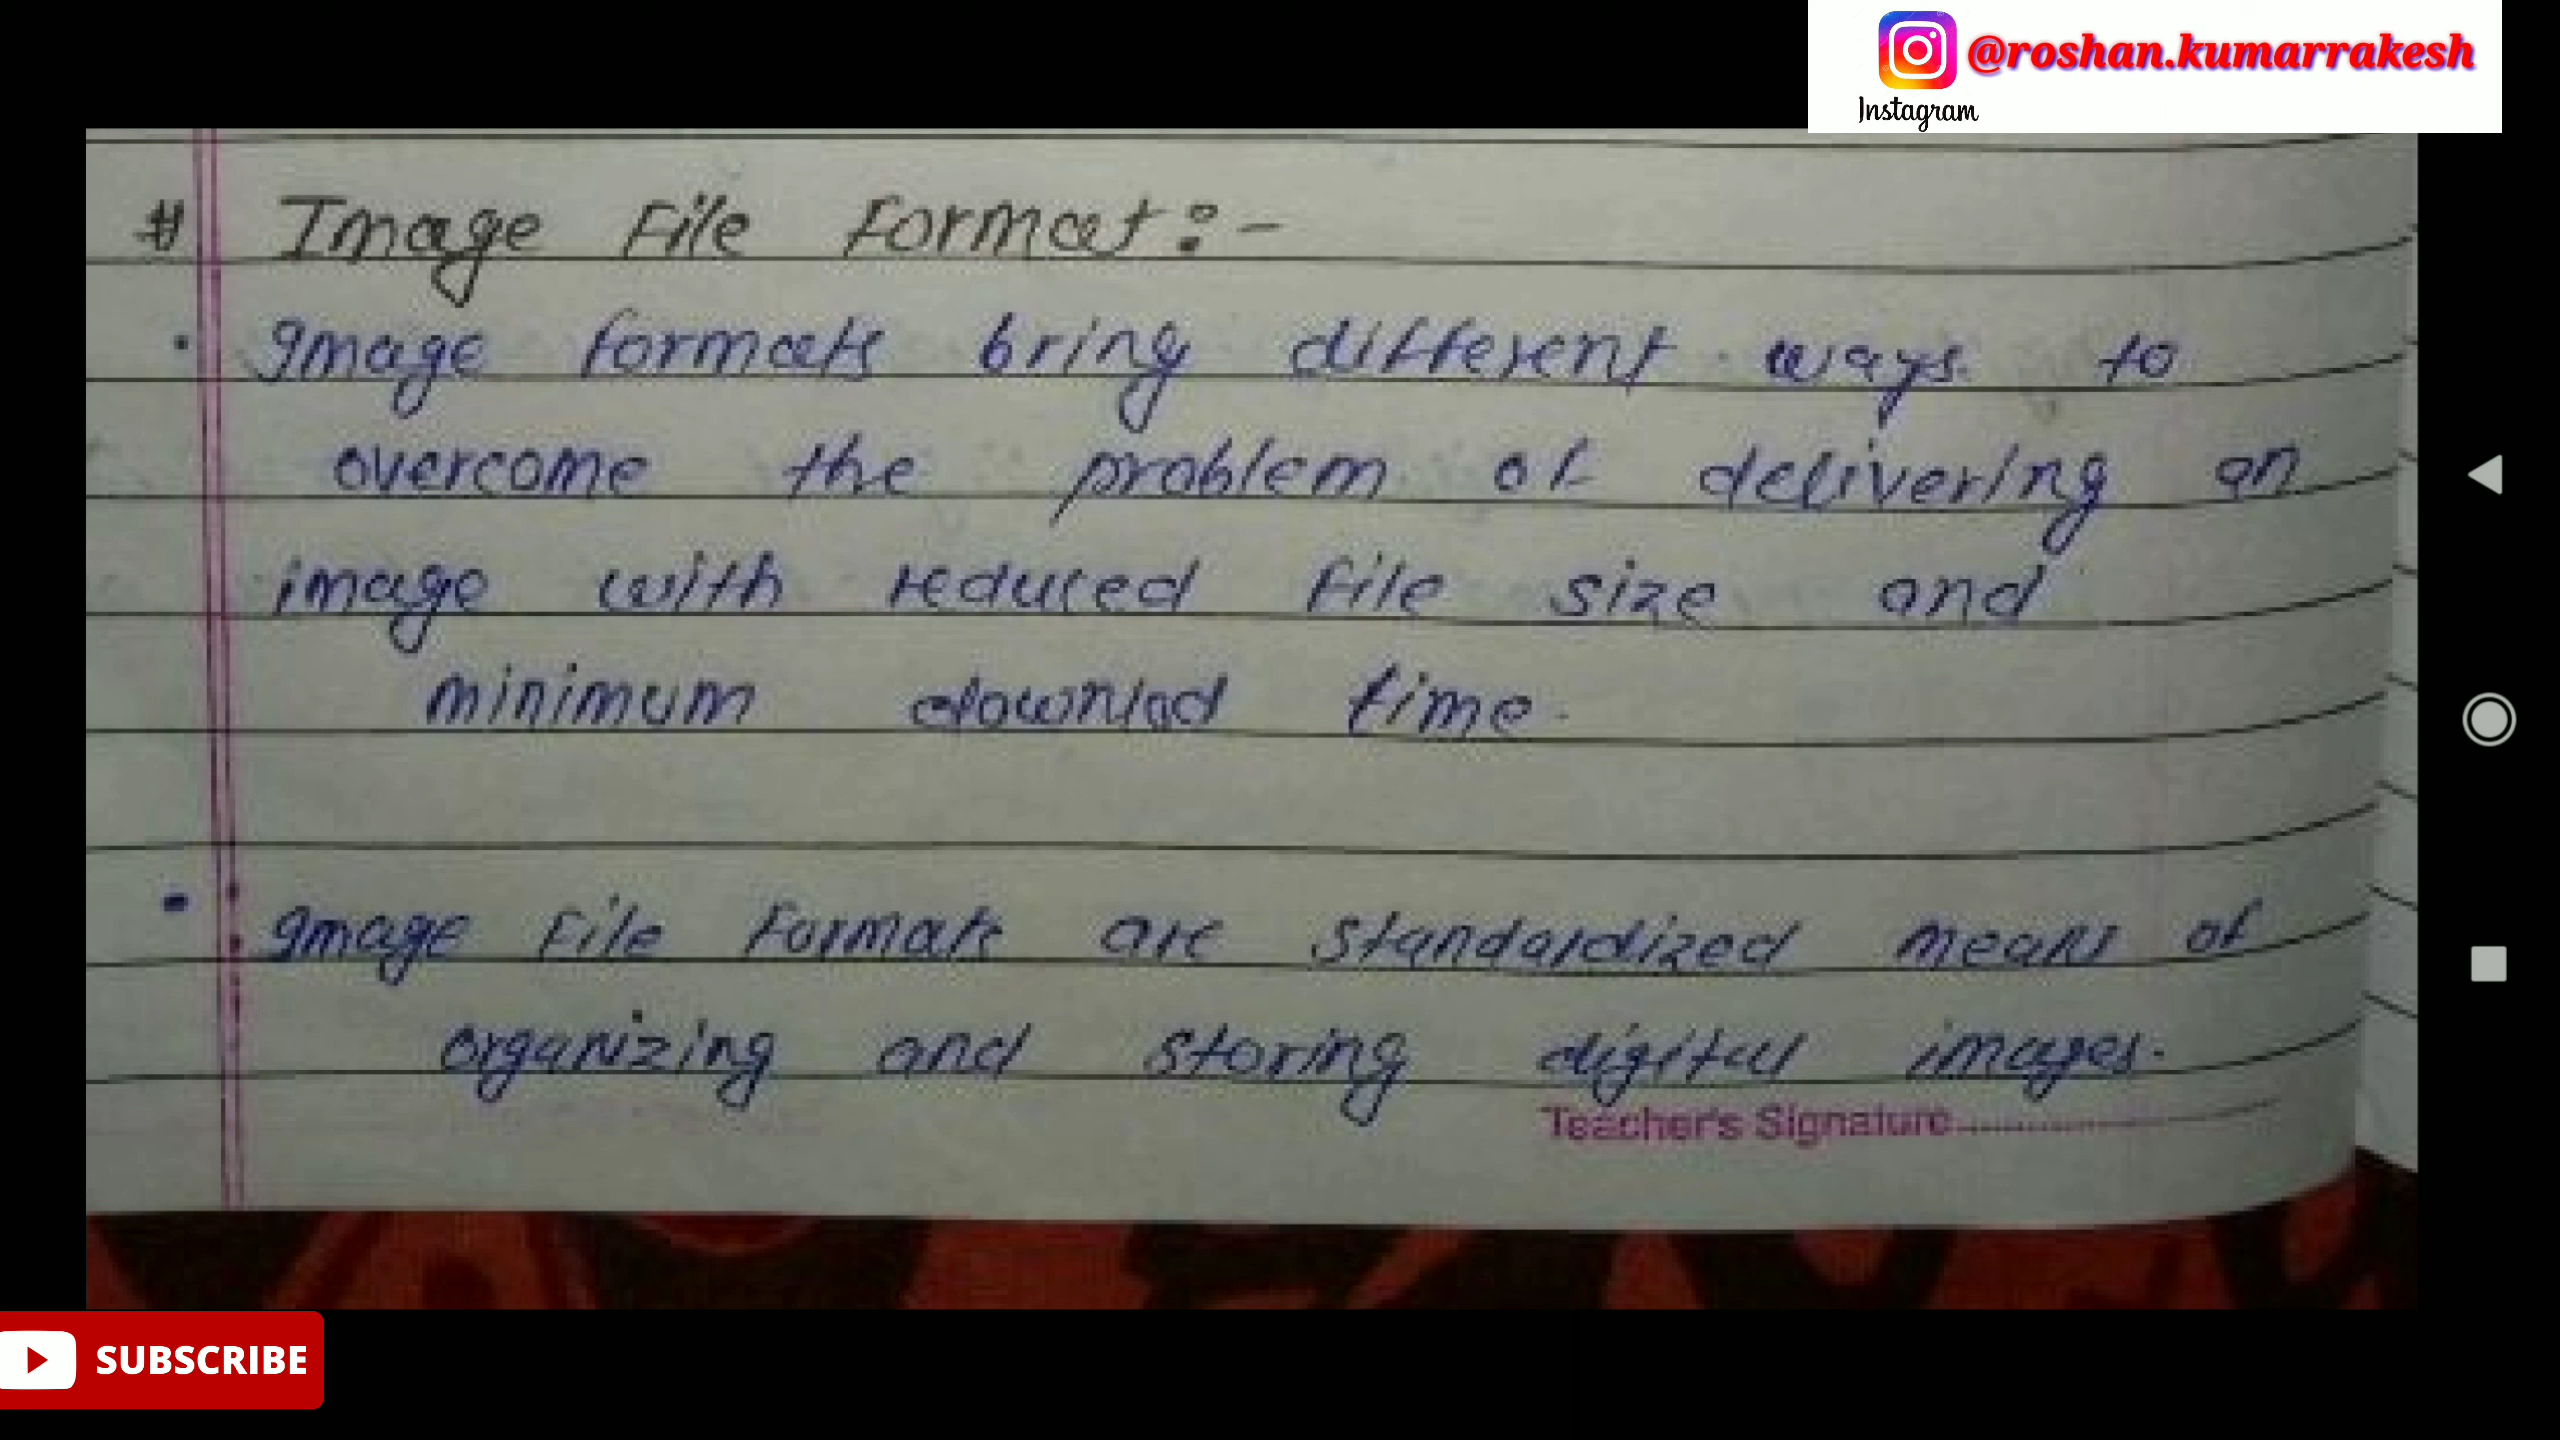 @roshan.kumarrakesh
Instagram
# Image File Format:-
• Image formats bring different ways to
overcome the problem of delivering an
image with reduced file size and
minimum downlod time.
• Image File Formats are standardized means of
organizing and storing digital images.
Teacher's Signature
SUBSCRIBE